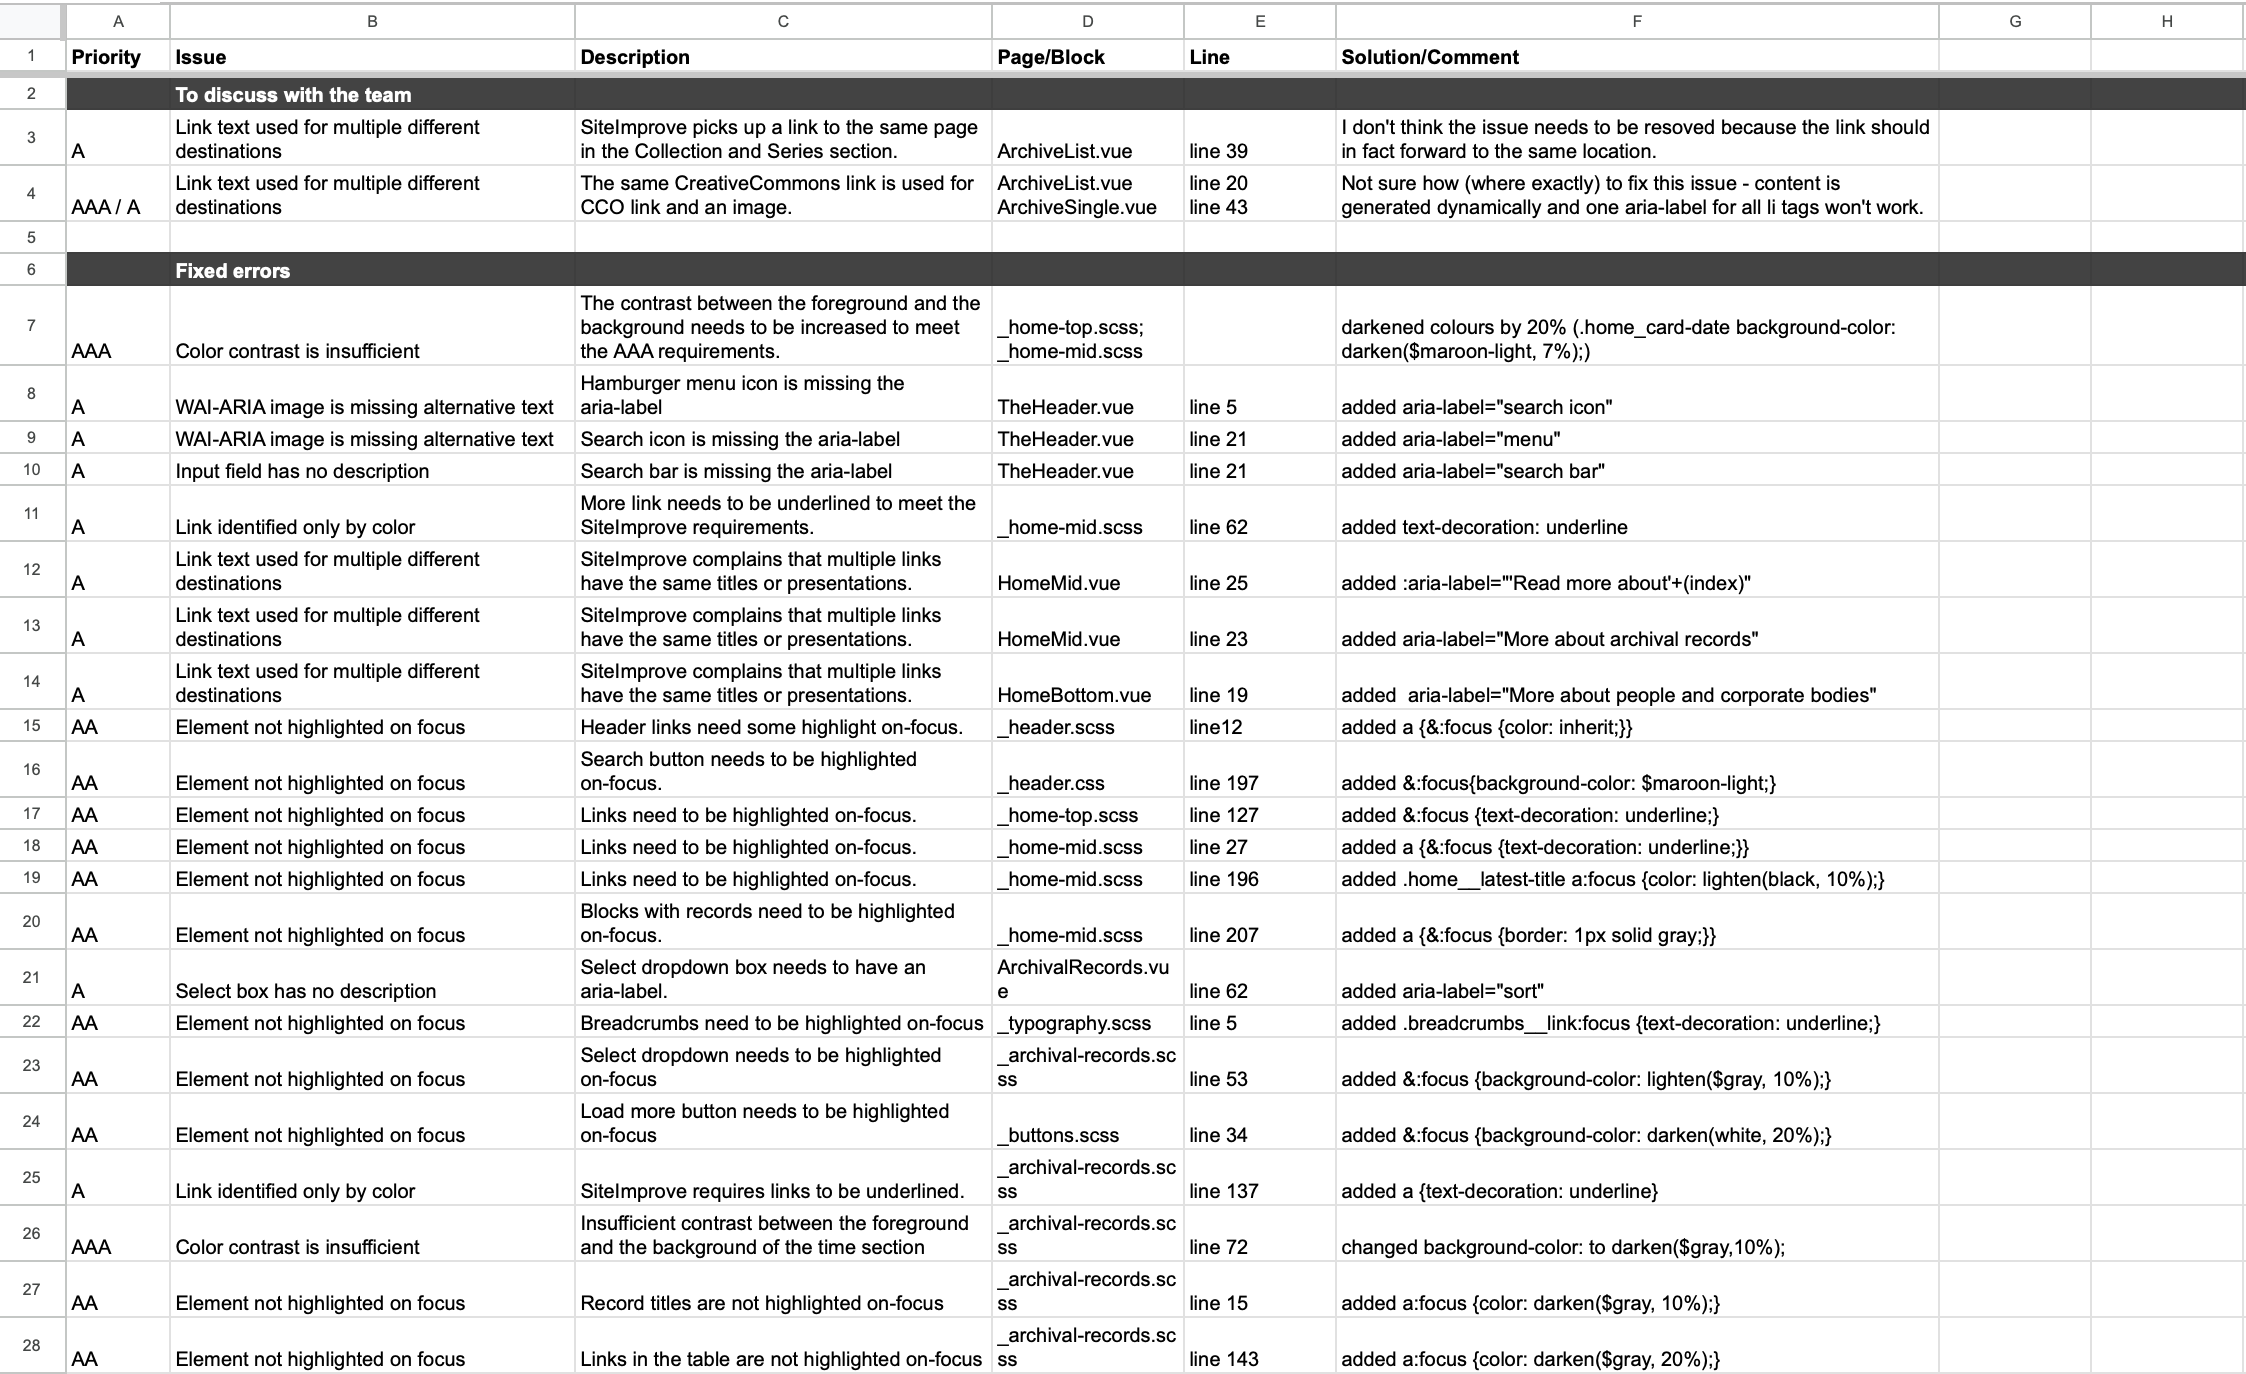 A B C D E F G H
1 Priority Issue Description Page/Block Line Solution/Comment
2 To discuss with the team
3 A Link text used for multiple different destinations SiteImprove picks up a link to the same page in the Collection and Series section. ArchiveList.vue line 39 I don't think the issue needs to be resoved because the link should in fact forward to the same location.
4 AAA / A Link text used for multiple different destinations The same CreativeCommons link is used for CCO link and an image. ArchiveList.vue ArchiveSingle.vue line 20 line 43 Not sure how (where exactly) to fix this issue - content is generated dynamically and one aria-label for all li tags won't work.
5
6 Fixed errors
7 AAA Color contrast is insufficient The contrast between the foreground and the background needs to be increased to meet the AAA requirements. _home-top.scss; _home-mid.scss darkened colours by 20% (.home_card-date background-color: darken($maroon-light, 7%);)
8 A WAI-ARIA image is missing alternative text Hamburger menu icon is missing the aria-label TheHeader.vue line 5 added aria-label="search icon"
9 A WAI-ARIA image is missing alternative text Search icon is missing the aria-label TheHeader.vue line 21 added aria-label="menu"
10 A Input field has no description Search bar is missing the aria-label TheHeader.vue line 21 added aria-label="search bar"
11 A Link identified only by color More link needs to be underlined to meet the SiteImprove requirements. _home-mid.scss line 62 added text-decoration: underline
12 A Link text used for multiple different destinations SiteImprove complains that multiple links have the same titles or presentations. HomeMid.vue line 25 added :aria-label="'Read more about'+(index)"
13 A Link text used for multiple different destinations SiteImprove complains that multiple links have the same titles or presentations. HomeMid.vue line 23 added aria-label="More about archival records"
14 A Link text used for multiple different destinations SiteImprove complains that multiple links have the same titles or presentations. HomeBottom.vue line 19 added  aria-label="More about people and corporate bodies"
15 AA Element not highlighted on focus Header links need some highlight on-focus. _header.scss line12 added a {&:focus {color: inherit;}}
16 AA Element not highlighted on focus Search button needs to be highlighted on-focus. _header.css line 197 added &:focus{background-color: $maroon-light;}
17 AA Element not highlighted on focus Links need to be highlighted on-focus. _home-top.scss line 127 added &:focus {text-decoration: underline;}
18 AA Element not highlighted on focus Links need to be highlighted on-focus. _home-mid.scss line 27 added a {&:focus {text-decoration: underline;}}
19 AA Element not highlighted on focus Links need to be highlighted on-focus. _home-mid.scss line 196 added .home__latest-title a:focus {color: lighten(black, 10%);}
20 AA Element not highlighted on focus Blocks with records need to be highlighted on-focus. _home-mid.scss line 207 added a {&:focus {border: 1px solid gray;}}
21 A Select box has no description Select dropdown box needs to have an aria-label. ArchivalRecords.vue line 62 added aria-label="sort"
22 AA Element not highlighted on focus Breadcrumbs need to be highlighted on-focus _typography.scss line 5 added .breadcrumbs__link:focus {text-decoration: underline;}
23 AA Element not highlighted on focus Select dropdown needs to be highlighted on-focus _archival-records.scss line 53 added &:focus {background-color: lighten($gray, 10%);}
24 AA Element not highlighted on focus Load more button needs to be highlighted on-focus _buttons.scss line 34 added &:focus {background-color: darken(white, 20%);}
25 A Link identified only by color SiteImprove requires links to be underlined. _archival-records.scss line 137 added a {text-decoration: underline}
26 AAA Color contrast is insufficient Insufficient contrast between the foreground and the background of the time section _archival-records.scss line 72 changed background-color: to darken($gray,10%);
27 AA Element not highlighted on focus Record titles are not highlighted on-focus _archival-records.scss line 15 added a:focus {color: darken($gray, 10%);}
28 AA Element not highlighted on focus Links in the table are not highlighted on-focus _archival-records.scss line 143 added a:focus {color: darken($gray, 20%);}